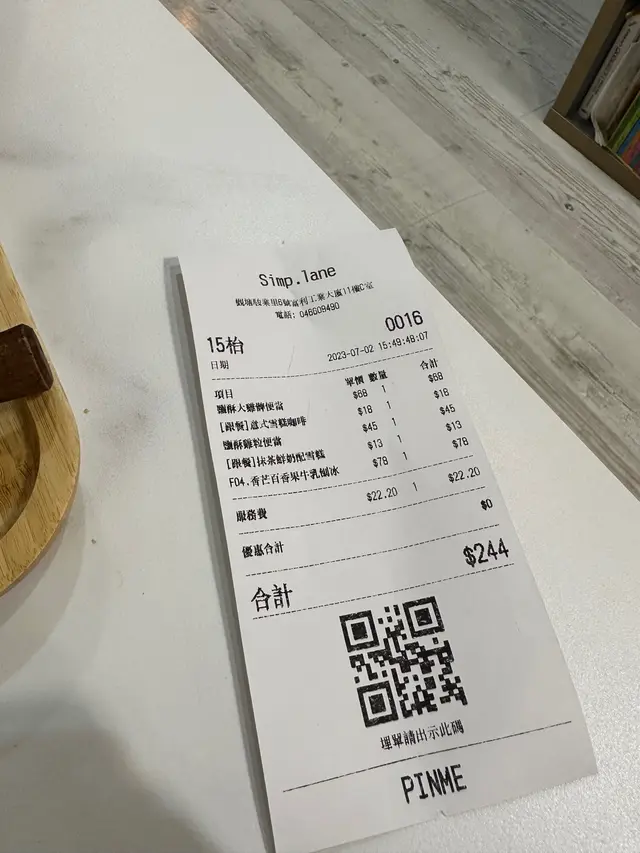 Simp.lane
觀塘駿業里6號富利工業大廈11樓C室
電話: 046609490
0016
15枱
日期 2023-07-02 15:49:48:07
項目 單價 數量 合計
鹽酥大雞髀便當 $68 1 $68
[跟餐]意式雪糕咖啡 $18 1 $18
鹽酥雞粒便當 $45 1 $45
[跟餐]抹茶鮮奶配雪糕 $13 1 $13
F04.香芒百香果牛乳刨冰 $78 1 $78
服務費 $22.20 1 $22.20
優惠合計 $0
合計 $244
埋單請出示此碼
PINME